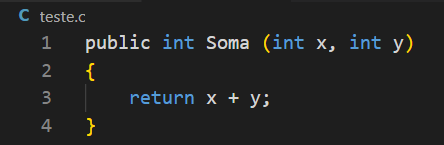 C teste.c
1 public int Soma (int x, int y)
2 {
3 return x + y;
4 }